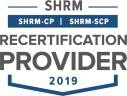 SHRM
SHRM-CP | SHRM-SCP
RECERTIFICATION
PROVIDER
2019